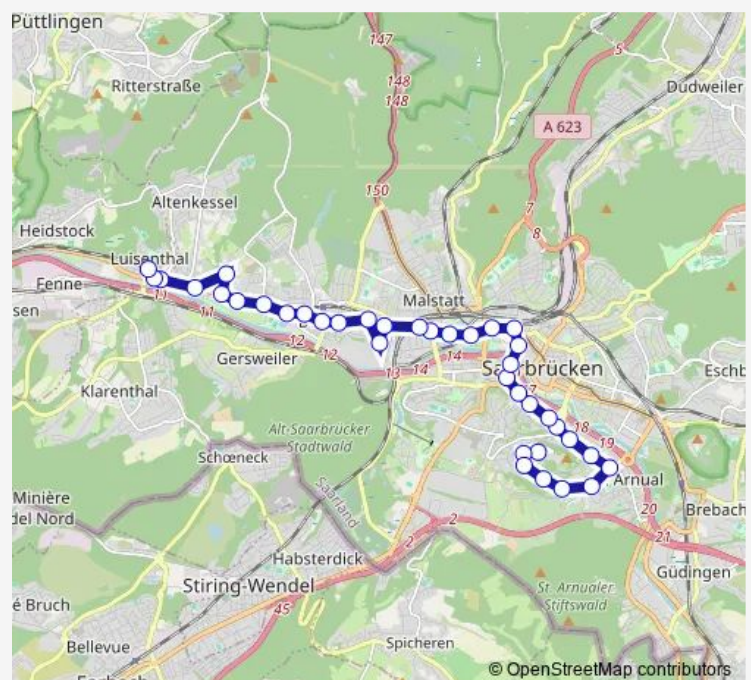 Püttlingen
147
5
Ritterstraße
148
148
Dudweiler
A 623
150
7
8
Altenkessel
Heidstock
Luisenthal
Fenne
11
sen
Malstatt
12
12
Gersweiler
13
14
14
Saarbrücken
Eschb
Klarenthal
17
18
19
Alt-Saarbrücker
Stadtwald
Schœneck
Arnual
Minière
del Nord
Saarland
20
Brebach
2
21
Habsterdick
2
Güdingen
Stiring-Wendel
St. Arnualer
Stiftswald
é Bruch
45
Bellevue
Spicheren
© OpenStreetMap contributors